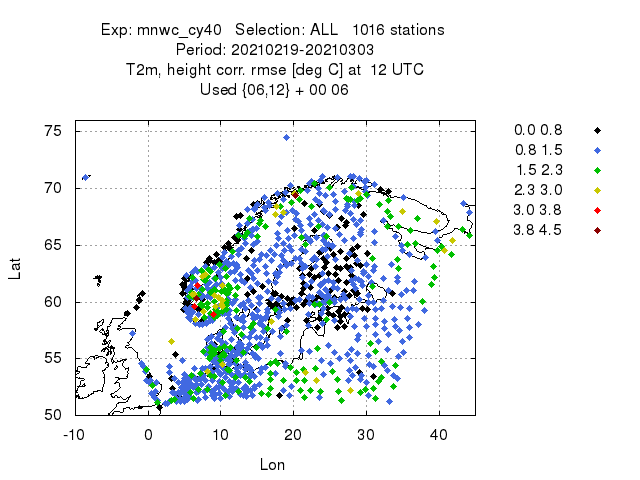 Exp: mnwc_cy40 Selection: ALL 1016 stations
Period: 20210219-20210303
T2m, height corr. rmse [deg C] at 12 UTC
Used {06,12} + 00 06
75
70
65
60
55
50
-10 0 10 20 30 40
Lat
Lon
0.0 0.8
0.8 1.5
1.5 2.3
2.3 3.0
3.0 3.8
3.8 4.5